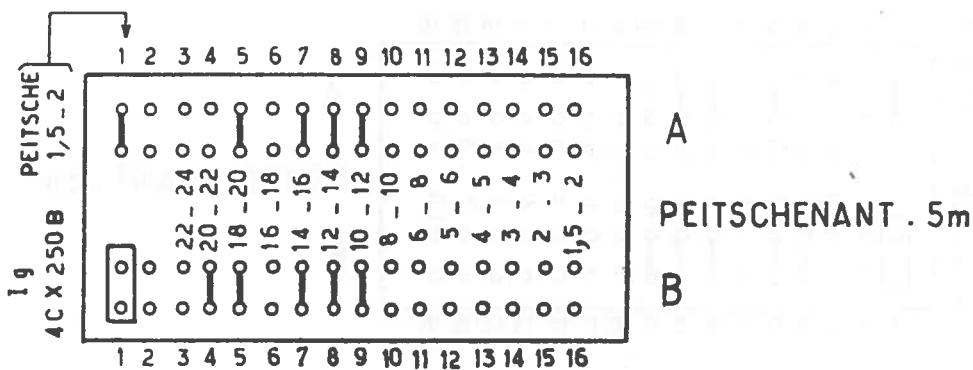 1 2 3 4 5 6 7 8 9 10 11 12 13 14 15 16
PEITSCHE
1,5_2
A
22_24
20_22
18_20
16_18
14_16
12_14
10_12
8_10
6_8
5_6
4_5
3_4
2_3
1,5_2
PEITSCHENANT. 5m
Ig
4CX250B
B
1 2 3 4 5 6 7 8 9 10 11 12 13 14 15 16